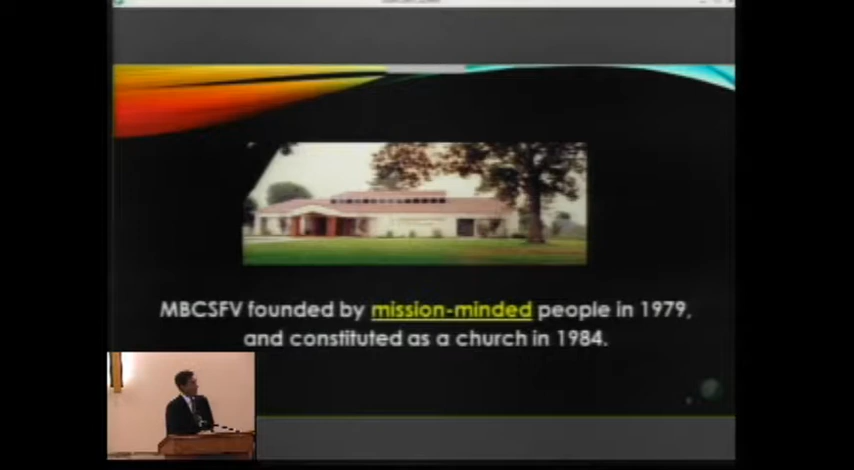 MBCSFV founded by mission-minded people in 1979,
and constituted as a church in 1984.